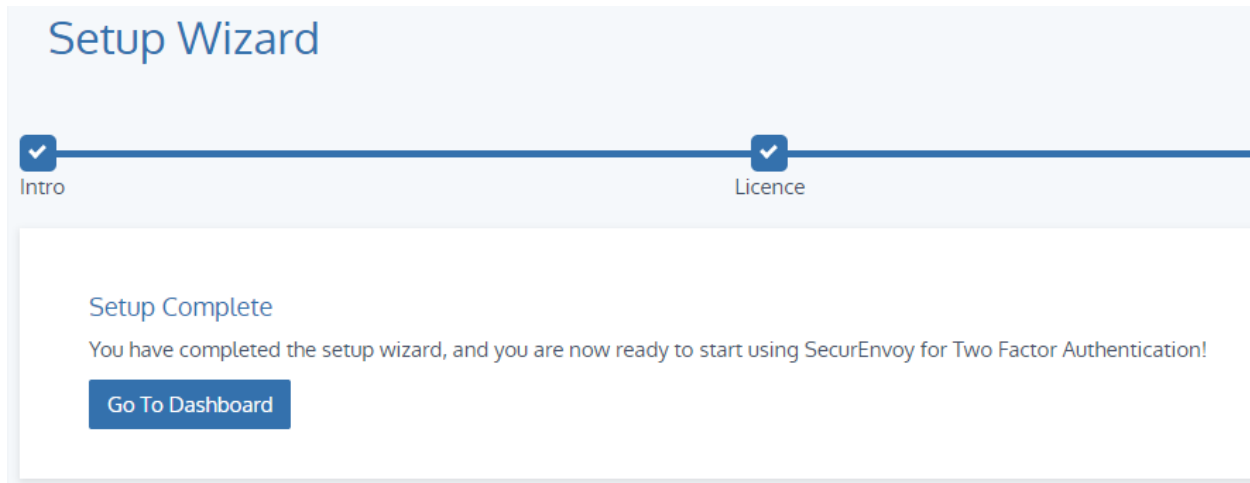 Setup Wizard
Intro
Licence
Setup Complete
You have completed the setup wizard, and you are now ready to start using SecurEnvoy for Two Factor Authentication!
Go To Dashboard